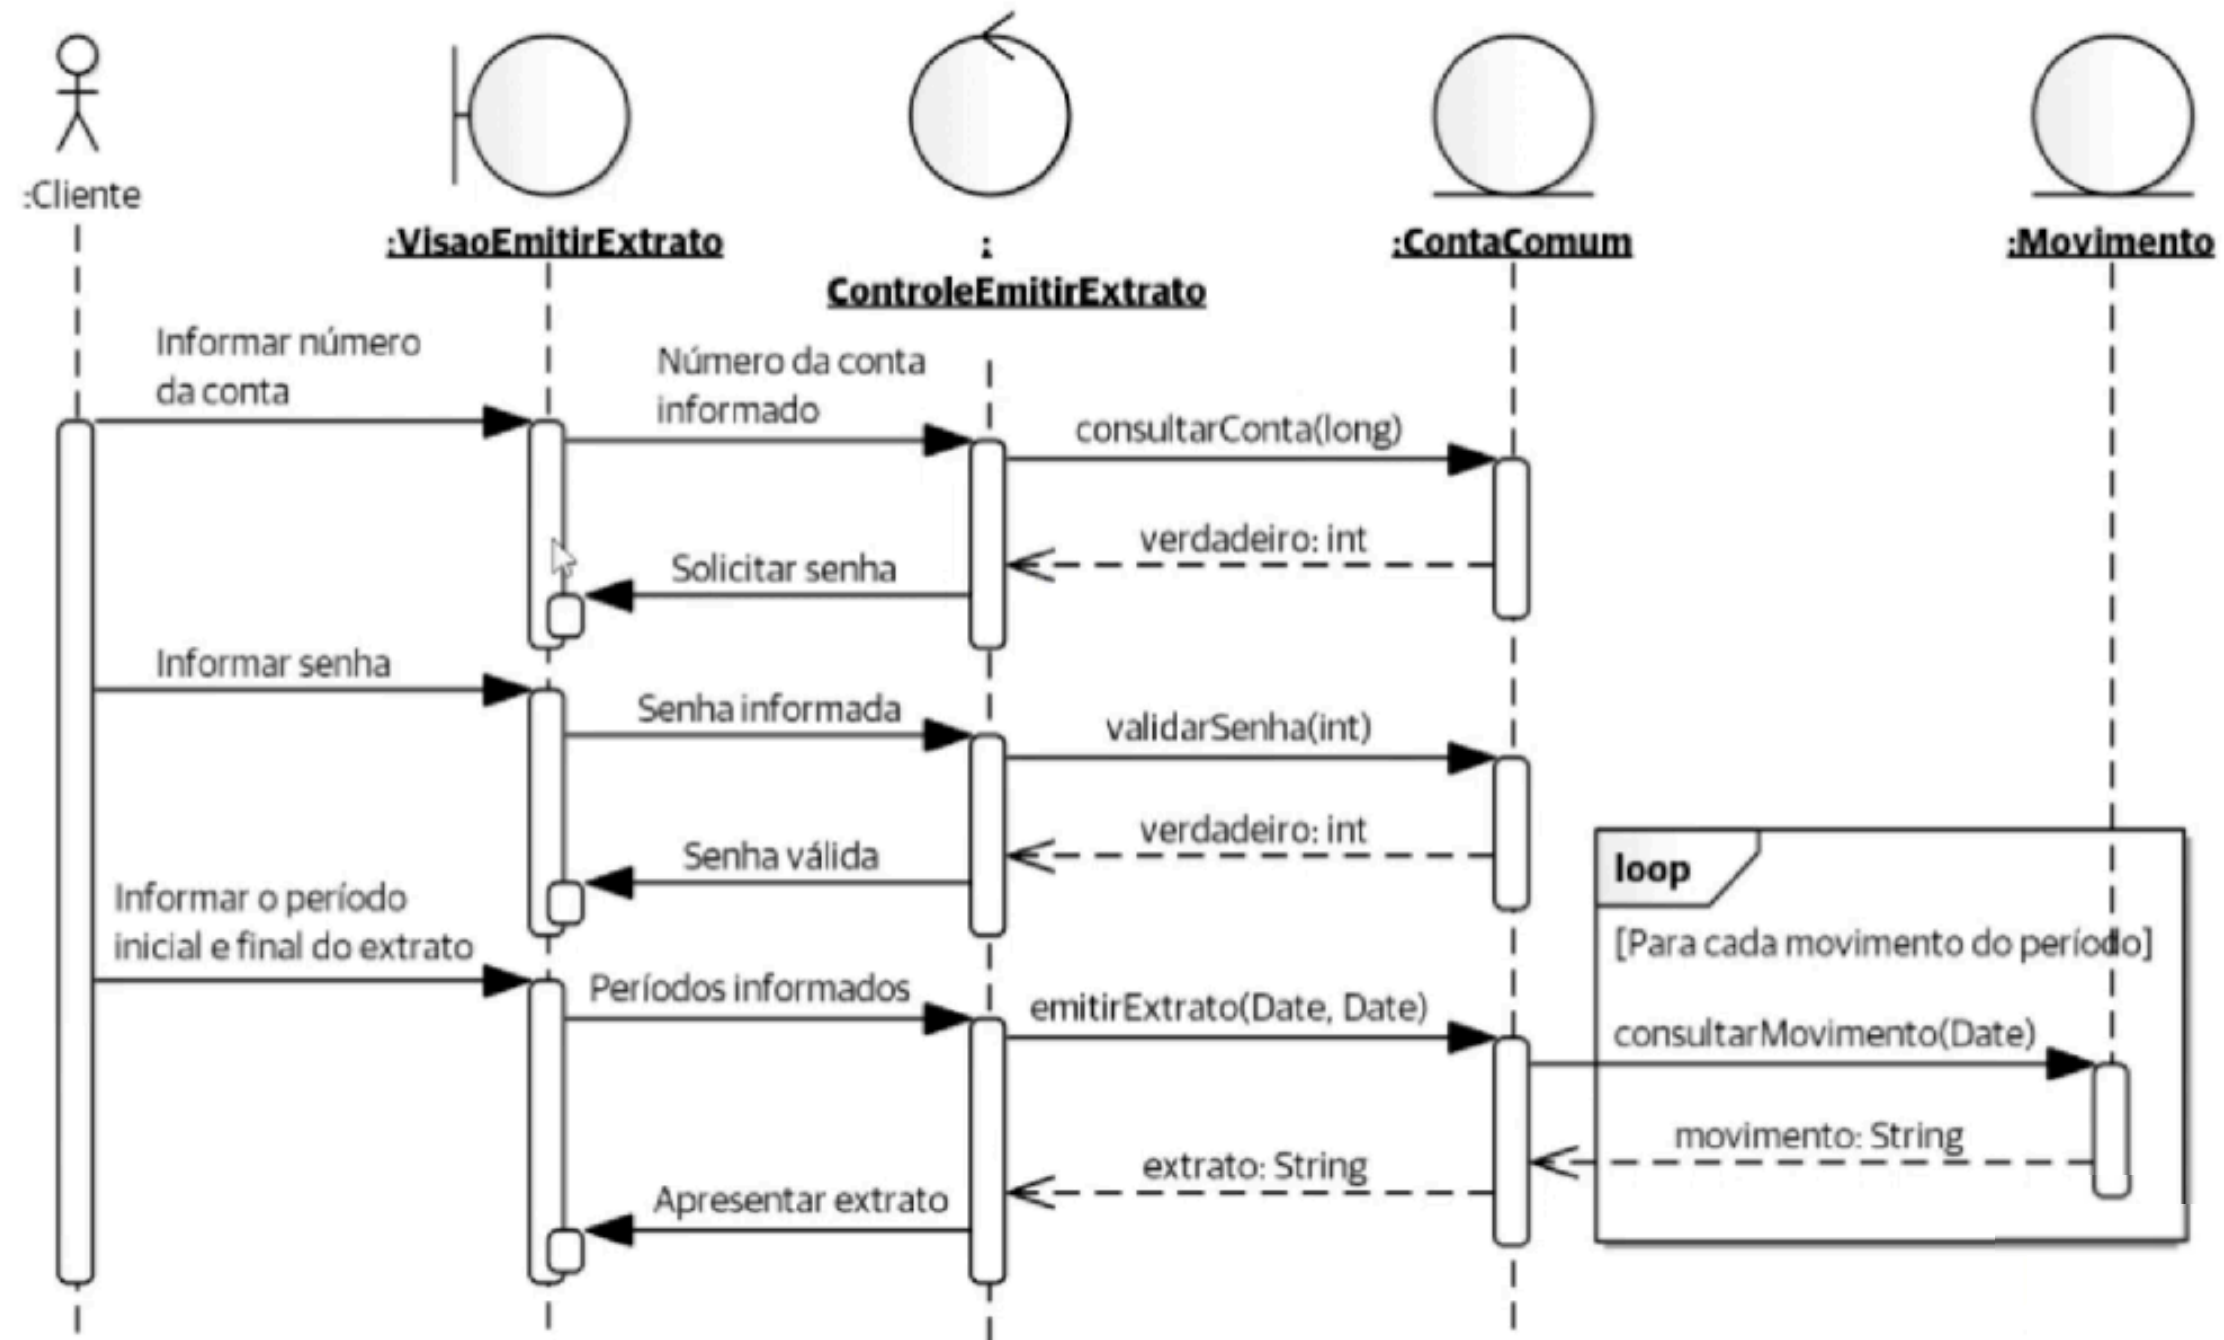 :Cliente
:VisaoEmitirExtrato
:
ControleEmitirExtrato
:ContaComum
:Movimento
Informar número
da conta
Número da conta
informado
consultarConta(long)
verdadeiro: int
Solicitar senha
Informar senha
Senha informada
validarSenha(int)
verdadeiro: int
Senha válida
loop
[Para cada movimento do período]
Informar o período
inicial e final do extrato
Períodos informados
emitirExtrato(Date, Date)
consultarMovimento(Date)
movimento: String
extrato: String
Apresentar extrato